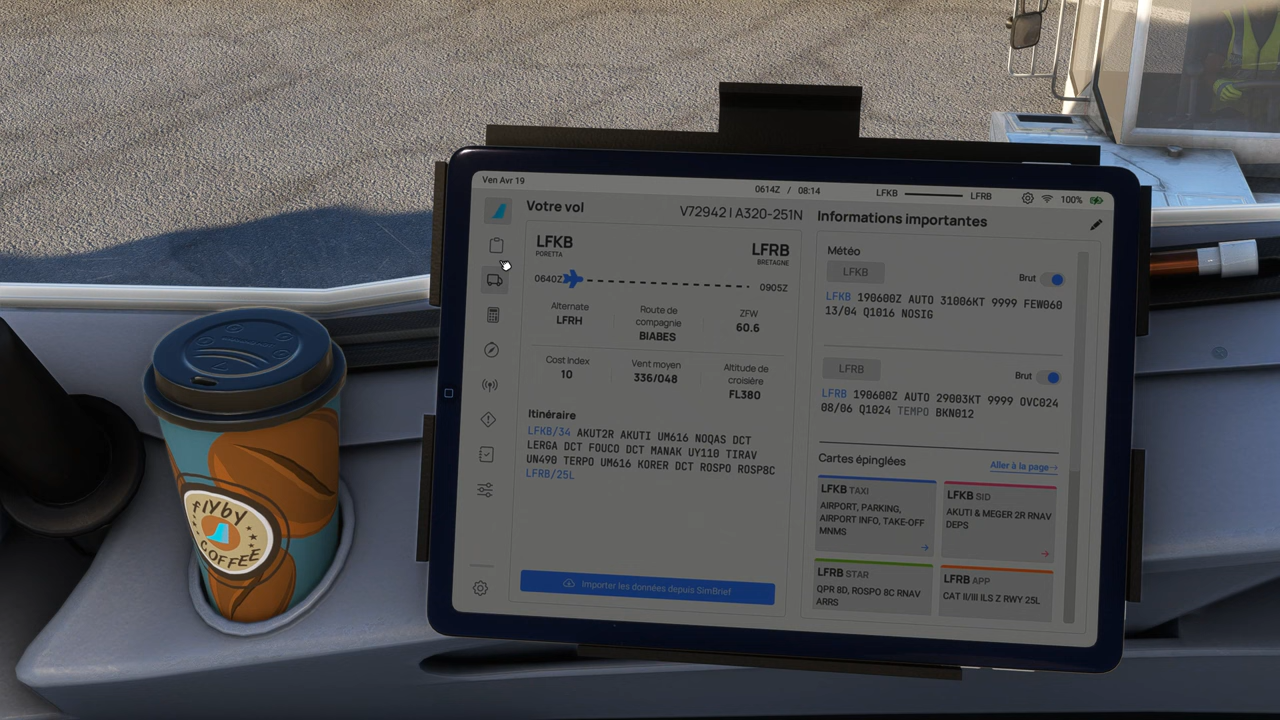 Ven Avr 19
0614Z / 08:14
LFKB LFRB
100%
Votre vol
V72942 | A320-251N
LFKB
PORETTA
LFRB
BRETAGNE
0640Z
0905Z
Alternate
LFRH
Route de
compagnie
BIABES
ZFW
60.6
Cost Index
10
Vent moyen
336/048
Altitude de
croisière
FL380
Itinéraire
LFKB/34 AKUT2R AKUTI UM616 NOQAS DCT
LERGA DCT FOUCO DCT MANAK UY110 TIRAV
UN490 TERPO UM616 KORER DCT ROSPO ROSP8C
LFRB/25L
Importer les données depuis SimBrief
Informations importantes
Météo
LFKB
Brut
LFKB 190600Z AUTO 31006KT 9999 FEW060
13/04 Q1016 NOSIG
LFRB
Brut
LFRB 190600Z AUTO 29003KT 9999 OVC024
08/06 Q1024 TEMPO BKN012
Cartes épinglées
Aller à la page→
LFKB TAXI
AIRPORT, PARKING,
AIRPORT INFO, TAKE-OFF
MNMS
LFKB SID
AKUTI & MEGER 2R RNAV
DEPS
LFRB STAR
QPR 8D, ROSPO 8C RNAV
ARRS
LFRB APP
CAT II/III ILS Z RWY 25L
flyby
COFFEE